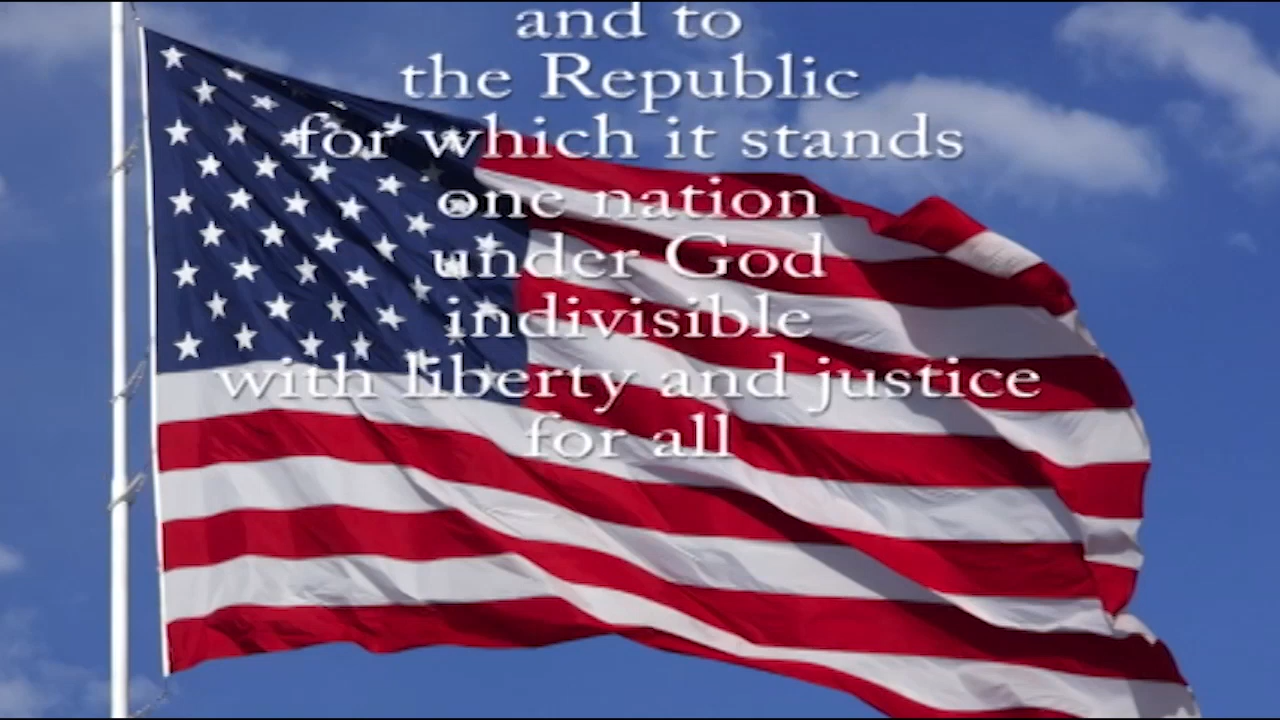 and to
the Republic
for which it stands
one nation
under God
indivisible
with liberty and justice
for all